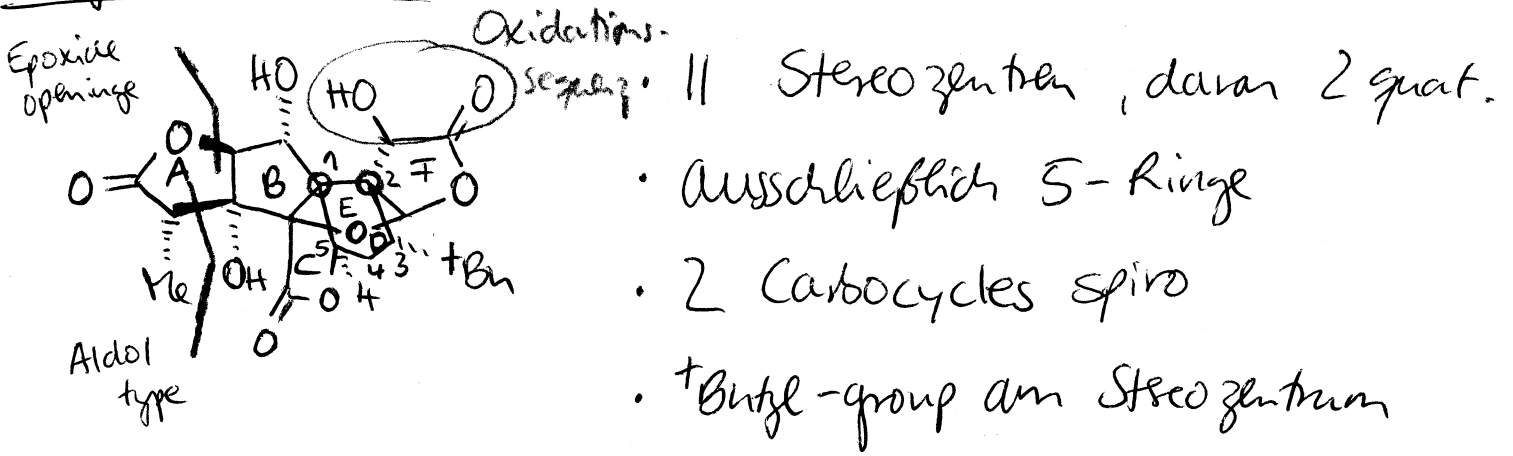 Oxidations-
sequenz
Epoxide
openinge
HO
HO
O
O
A
B
1
2
F
O
O
E
O
D
5
C
4
3
Me
OH
H
tBu
O
O
Aldol
type
• 11 Stereozentren, davan 2 quat.
• ausschließlich 5-Ringe
• 2 Carbocycles spiro
• tButyl-group am Stereozentrum